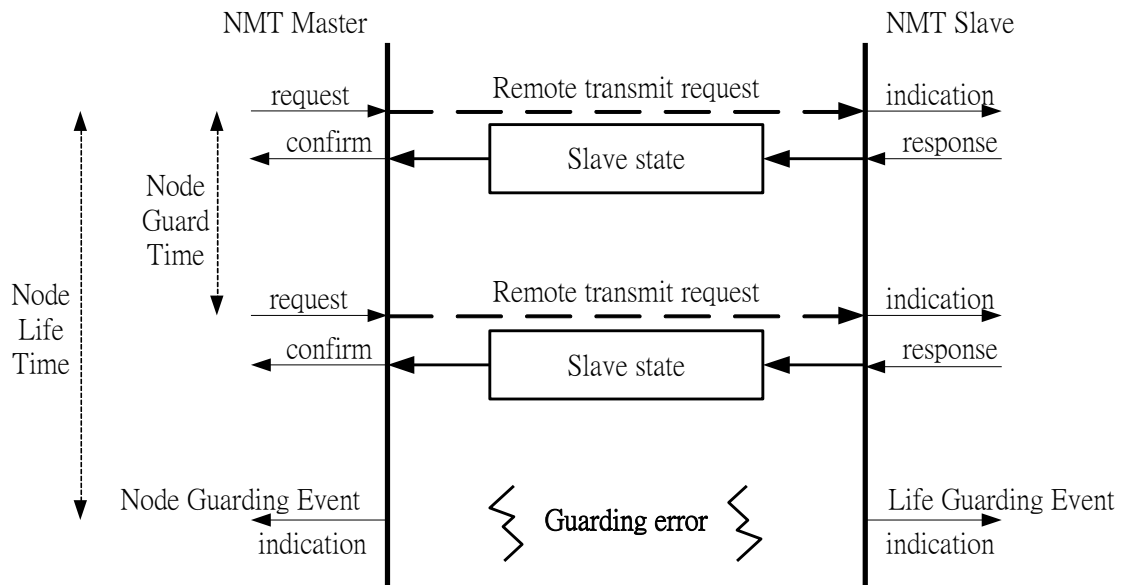 NMT Master
NMT Slave
request
Remote transmit request
indication
confirm
Slave state
response
Node
Guard
Time
Node
Life
Time
request
Remote transmit request
indication
confirm
Slave state
response
Node Guarding Event
Guarding error
Life Guarding Event
indication
indication